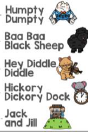 Humpty
Dumpty
Baa Baa
Black Sheep
Hey Diddle
Diddle
Hickory
Dickory Dock
Jack
and Jill